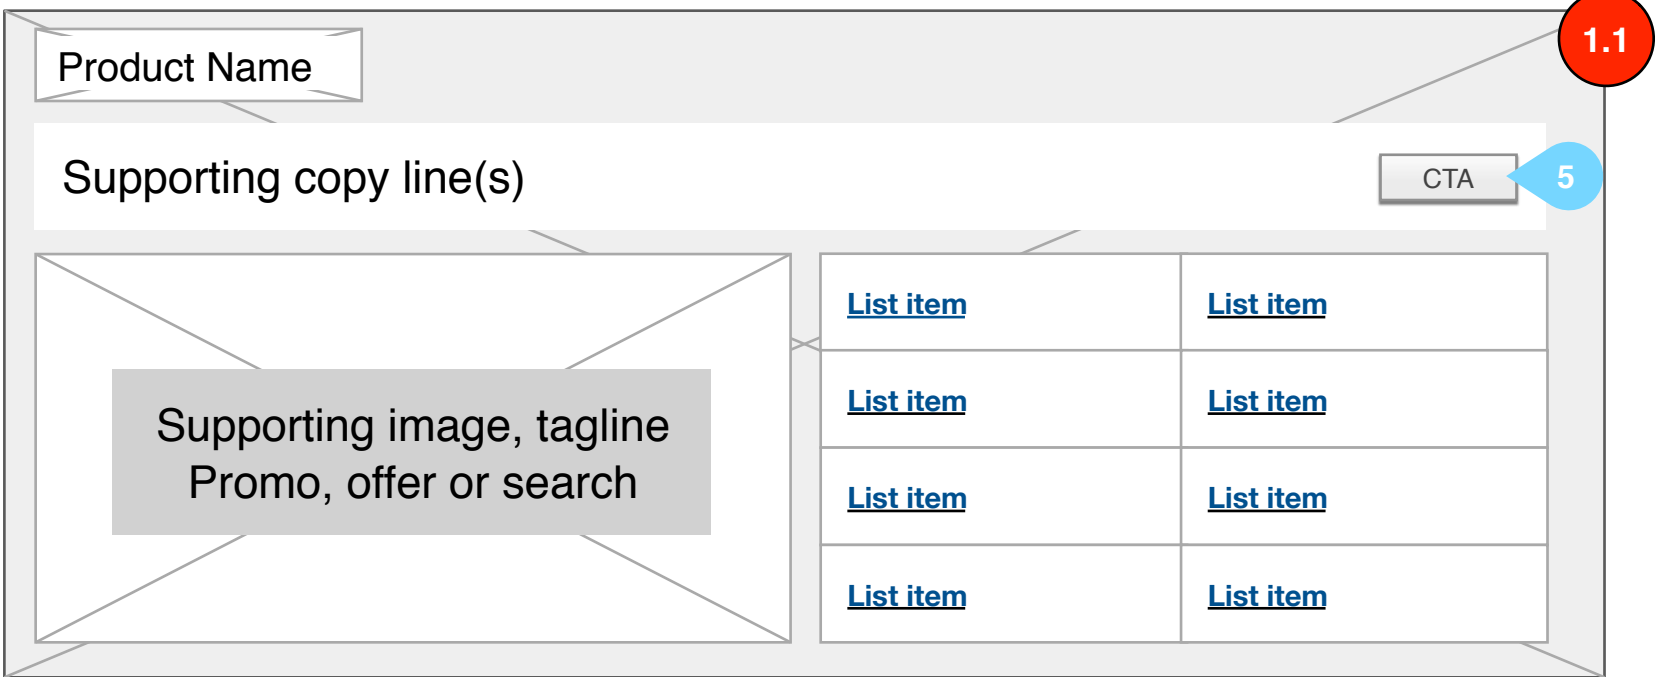 1.1
Product Name
Supporting copy line(s)
CTA
5
Supporting image, tagline
Promo, offer or search
List item
List item
List item
List item
List item
List item
List item
List item